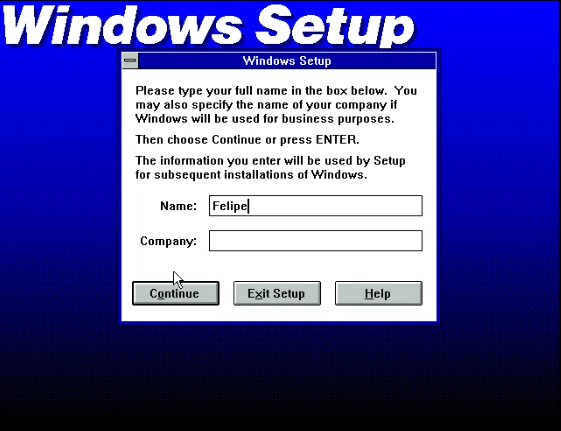 Windows Setup
Windows Setup
Please type your full name in the box below. You
may also specify the name of your company if
Windows will be used for business purposes.
Then choose Continue or press ENTER.
The information you enter will be used by Setup
for subsequent installations of Windows.
Name: Felipe
Company:
Continue Exit Setup Help